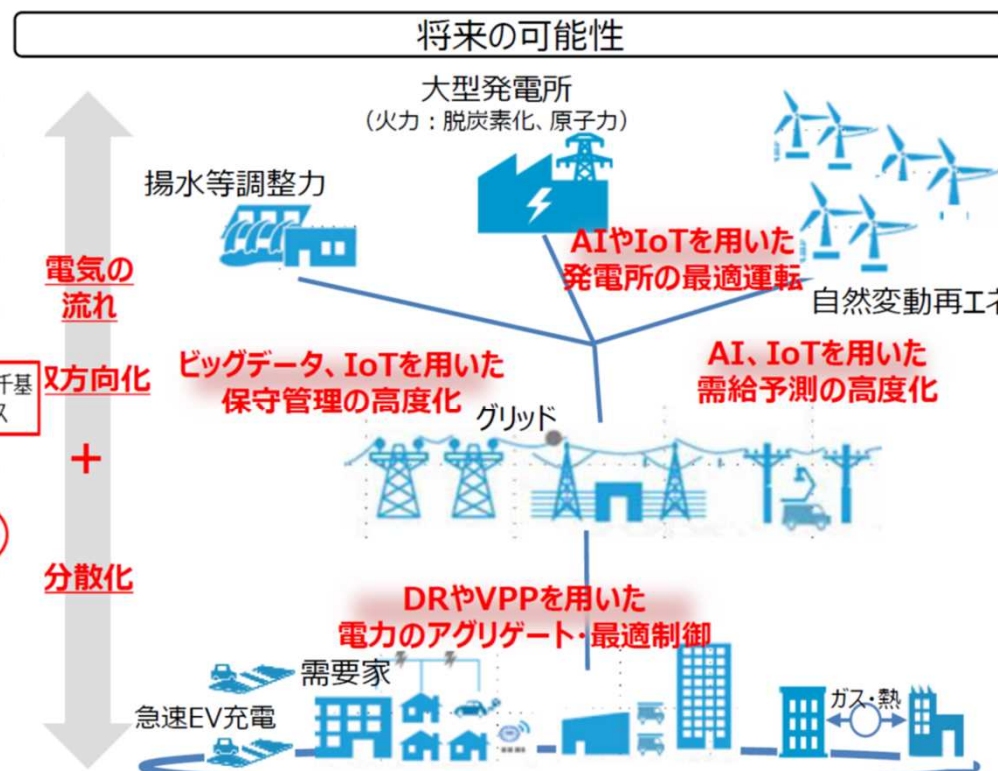 将来の可能性
大型発電所
（火力：脱炭素化、原子力）
揚水等調整力
AIやIoTを用いた
発電所の最適運転
電気の
流れ
自然変動再エネ
方向化
千基
ス
ビッグデータ、IoTを用いた
保守管理の高度化
AI、IoTを用いた
需給予測の高度化
グリッド
+
分散化
DRやVPPを用いた
電力のアグリゲート・最適制御
需要家
急速EV充電
ガス・熱